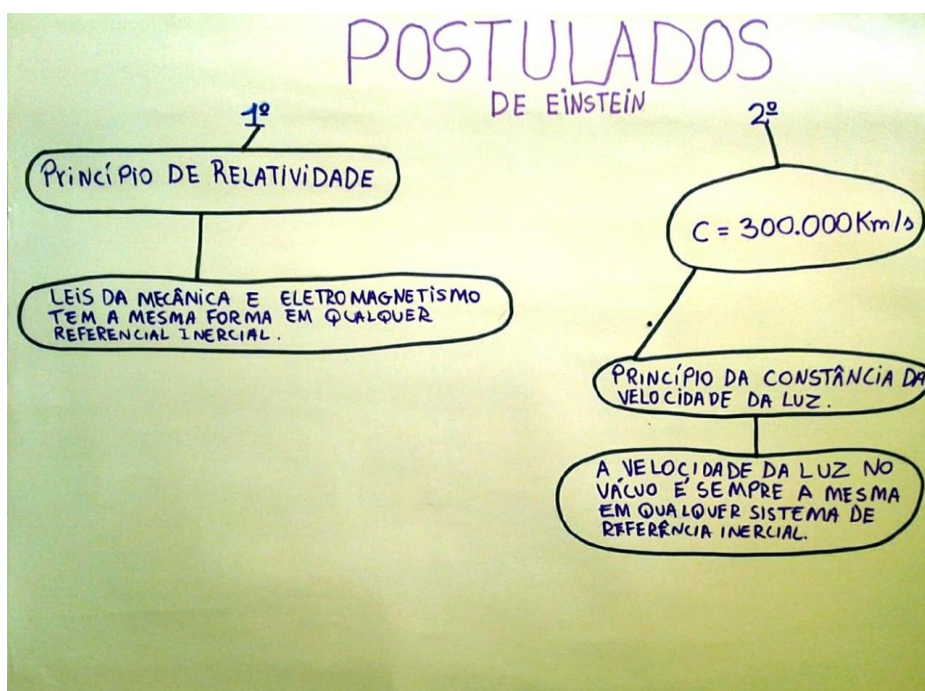 POSTULADOS
DE EINSTEIN
1º
PRINCÍPIO DE RELATIVIDADE
LEIS DA MECÂNICA E ELETROMAGNETISMO
TEM A MESMA FORMA EM QUALQUER
REFERENCIAL INERCIAL.
2º
C = 300.000Km/s
PRINCÍPIO DA CONSTÂNCIA DA
VELOCIDADE DA LUZ.
A VELOCIDADE DA LUZ NO
VÁCUO É SEMPRE A MESMA
EM QUALQUER SISTEMA DE
REFERÊNCIA INERCIAL.